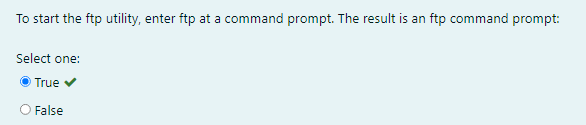 To start the ftp utility, enter ftp at a command prompt. The result is an ftp command prompt:
Select one:
True
False